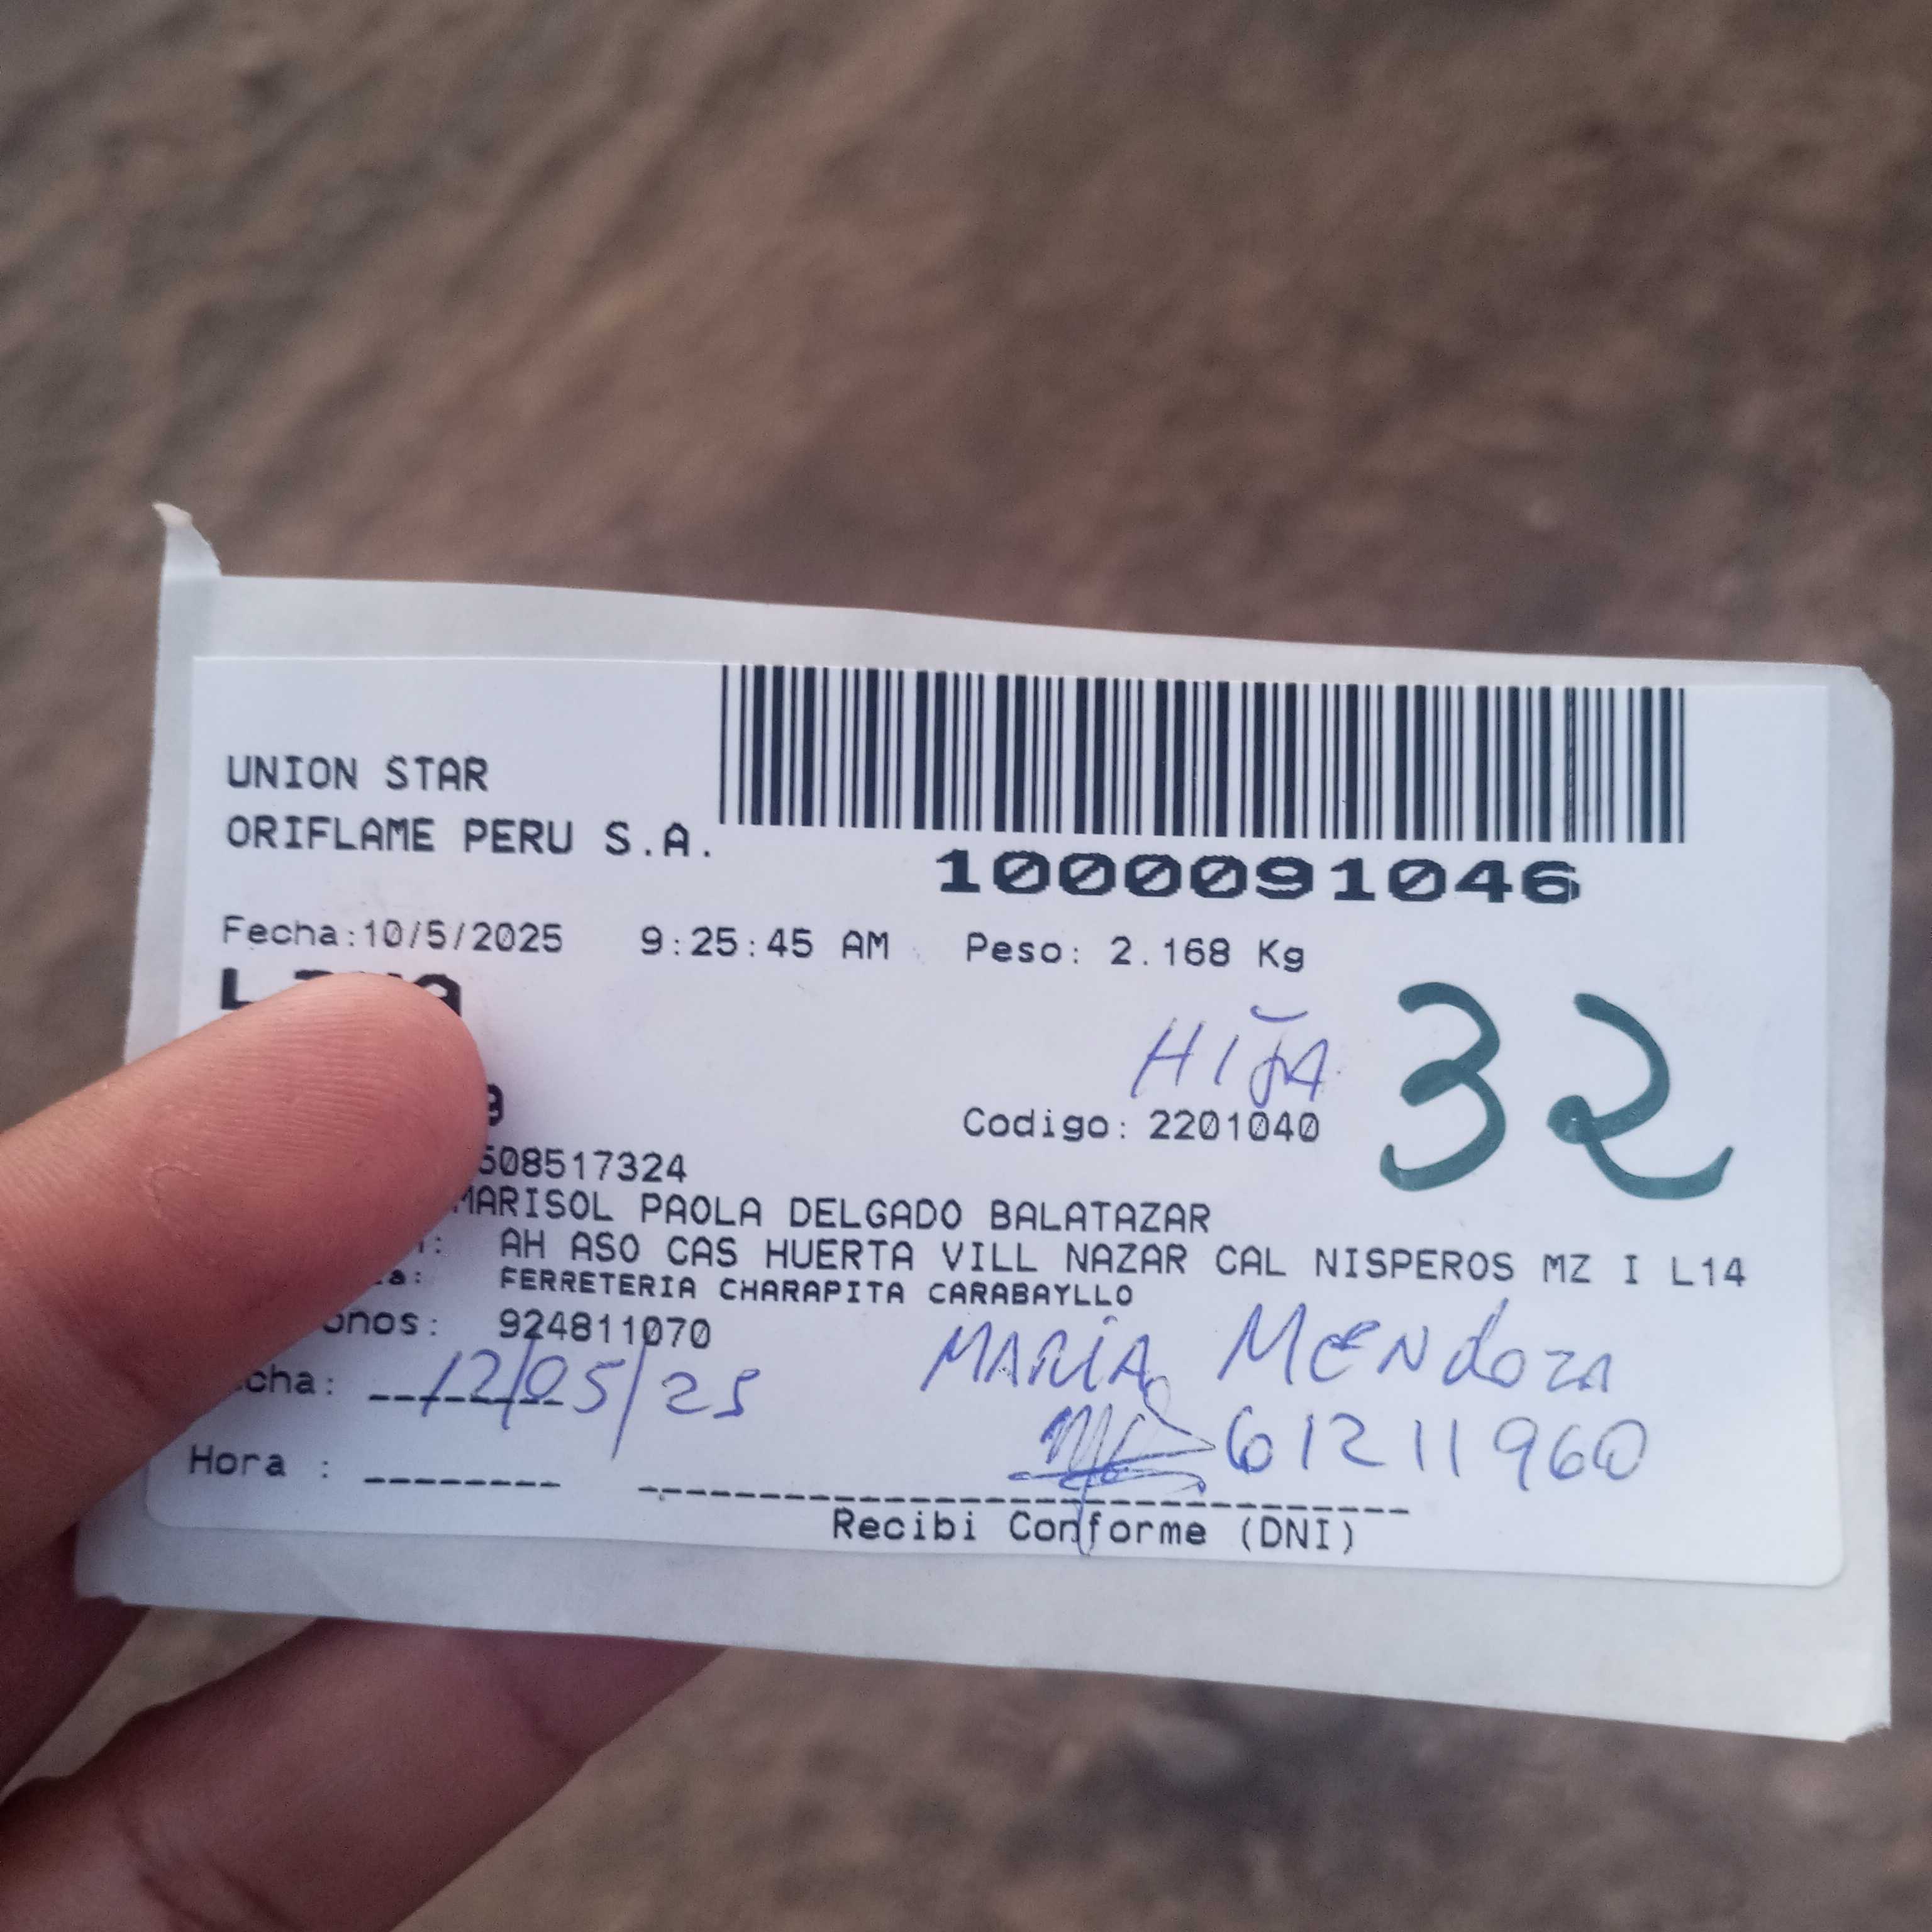 UNION STAR
ORIFLAME PERU S.A.
1000091046
Fecha:10/5/2025 9:25:45 AM Peso: 2.168 Kg
HIJA 32
Codigo: 2201040
508517324
MARISOL PAOLA DELGADO BALATAZAR
AH ASO CAS HUERTA VILL NAZAR CAL NISPEROS MZ I L14
FERRETERIA CHARAPITA CARABAYLLO
onos: 924811070
MARIA MENDOZA
cha: 12/05/25
61211960
Hora :
Recibi Conforme (DNI)